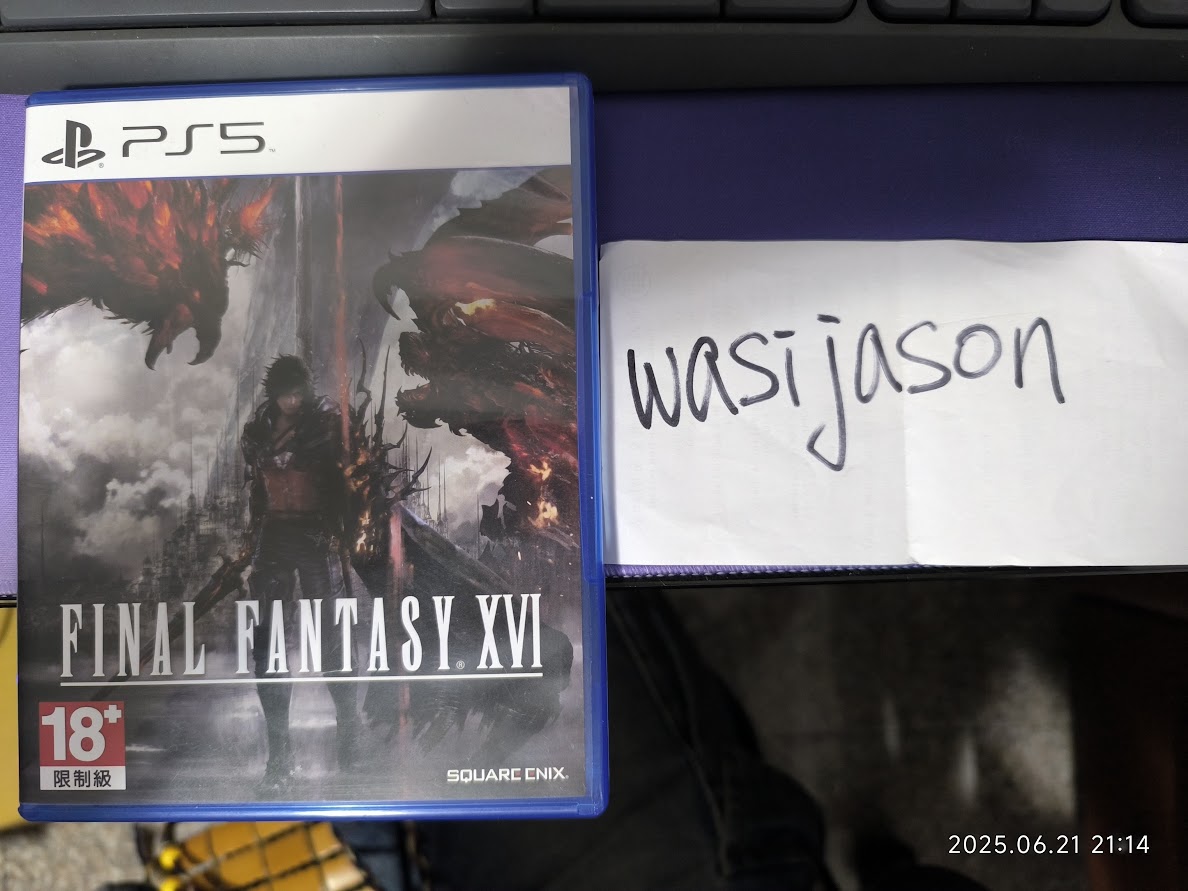 PS5
wasijason
FINAL FANTASY XVI
18+
限制級
SQUARE ENIX
2025.06.21 21:14